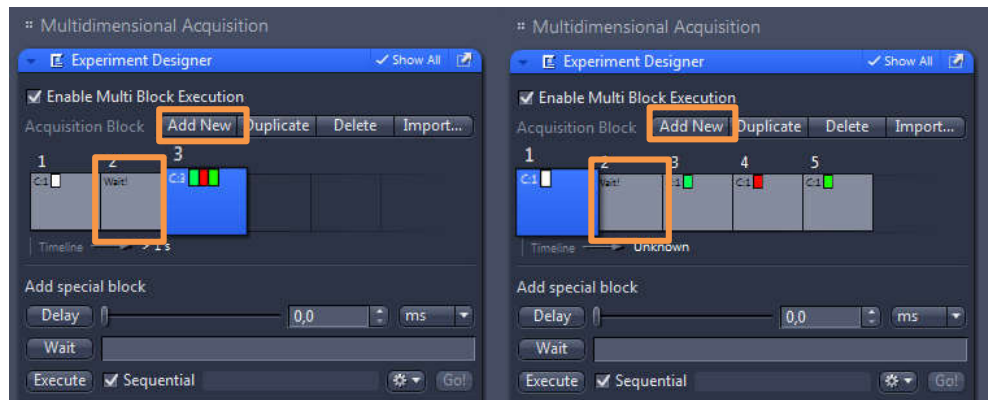 Multidimensional Acquisition
Experiment Designer Show All
Enable Multi Block Execution
Acquisition Block Add New Duplicate Delete Import...
1 2 3
C:1 Wait! C:3
Timeline > 1 s
Add special block
Delay 0,0 ms
Wait
Execute Sequential Go!
Multidimensional Acquisition
Experiment Designer Show All
Enable Multi Block Execution
Acquisition Block Add New Duplicate Delete Import...
1 2 3 4 5
C:1 Wait! C:1 C:1 C:1
Timeline Unknown
Add special block
Delay 0,0 ms
Wait
Execute Sequential Go!